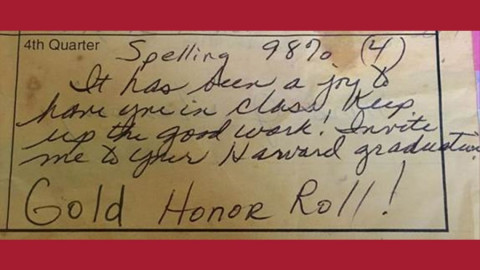 4th Quarter
Spelling 98% (4)
It has been a joy to
have you in class. Keep
up the good work! Invite
me to your Harvard graduation
Gold Honor Roll!